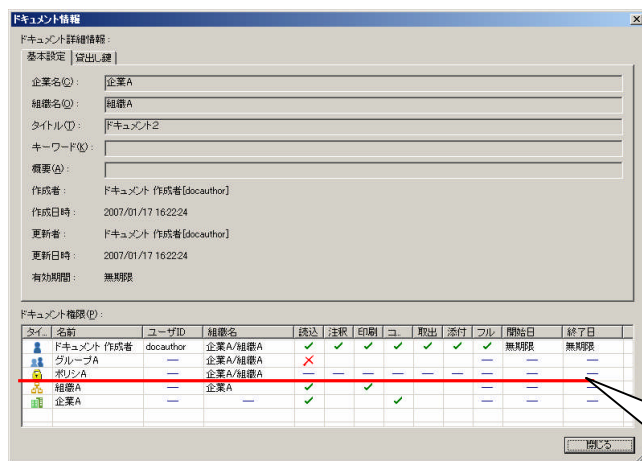 ドキュメント情報
ドキュメント詳細情報：
基本設定 貸出し鍵
企業名(C)： 企業A
組織名(O)： 組織A
タイトル(T)： ドキュメント2
キーワード(K)：
概要(A)：
作成者： ドキュメント 作成者[docauthor]
作成日時： 2007/01/17 16:22:24
更新者： ドキュメント 作成者[docauthor]
更新日時： 2007/01/17 16:22:24
有効期間： 無期限
ドキュメント権限(P)：
タイ... 名前 ユーザID 組織名 読込 注釈 印刷 コ... 取出 添付 フル 開始日 終了日
ドキュメント 作成者 docauthor 企業A/組織A ✓ ✓ ✓ ✓ ✓ ✓ ✓ 無期限 無期限
グループA — 企業A/組織A ✗ — — —
ポリシA — 企業A/組織A — — — — — — — — —
組織A — 企業A ✓ ✓ — — —
企業A — — ✓ ✓ — — —
閉じる